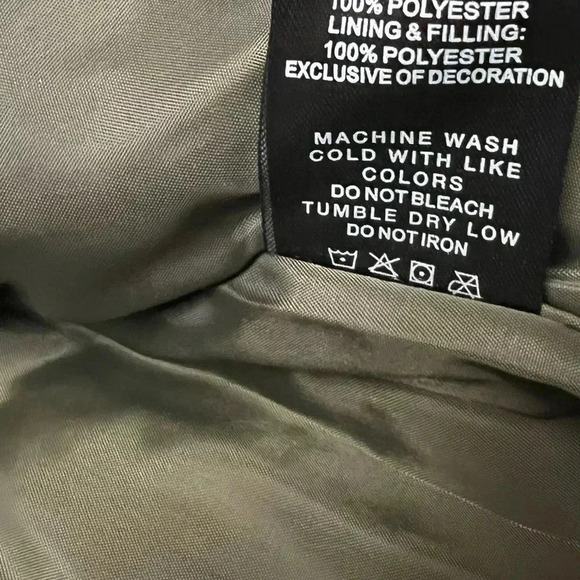 100% POLYESTER
LINING & FILLING:
100% POLYESTER
EXCLUSIVE OF DECORATION
MACHINE WASH
COLD WITH LIKE
COLORS
DO NOT BLEACH
TUMBLE DRY LOW
DO NOT IRON